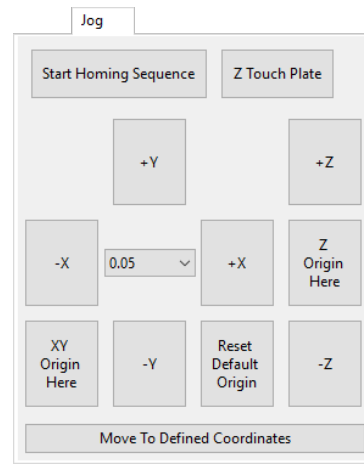 Jog
Start Homing Sequence
Z Touch Plate
+Y
+Z
-X
0.05
+X
Z
Origin
Here
XY
Origin
Here
-Y
Reset
Default
Origin
-Z
Move To Defined Coordinates